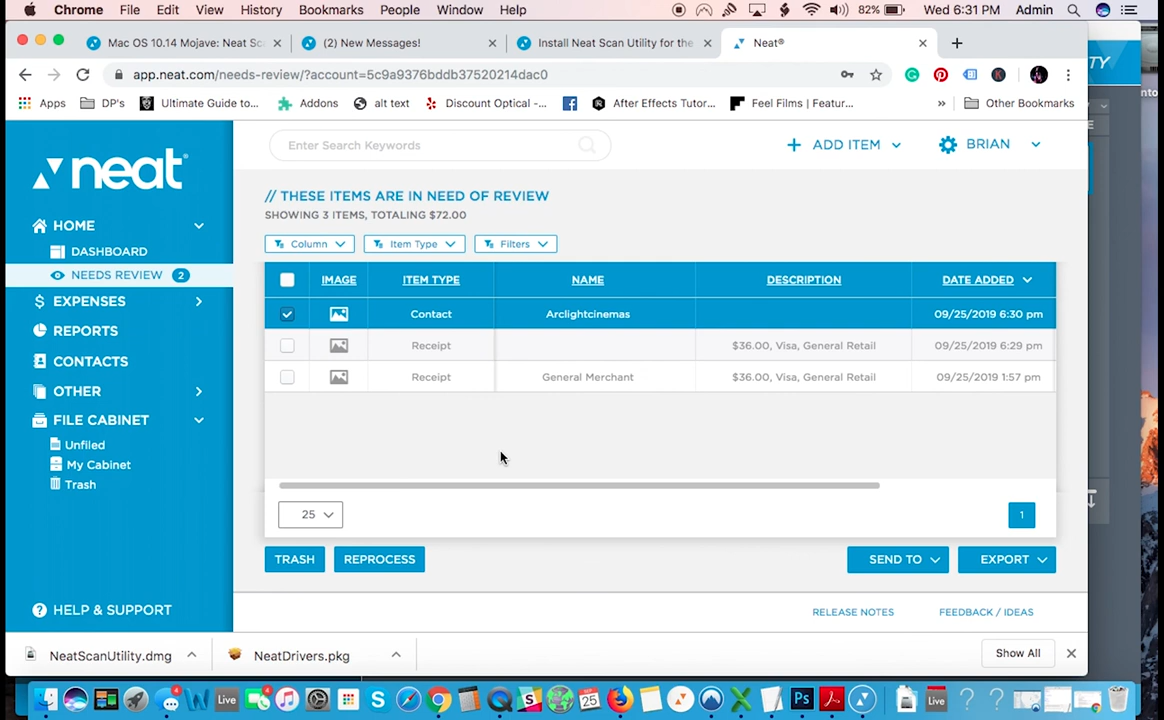 Chrome File Edit View History Bookmarks People Window Help 82% Wed 6:31 PM Admin
Mac OS 10.14 Mojave: Neat Sc (2) New Messages! Install Neat Scan Utility for the Neat®
app.neat.com/needs-review/?account=5c9a9376bddb37520214dac0
Apps DP's Ultimate Guide to... Addons alt text Discount Optical -... After Effects Tutor... Feel Films | Featur... » Other Bookmarks
neat®
Enter Search Keywords
+ ADD ITEM BRIAN
// THESE ITEMS ARE IN NEED OF REVIEW
SHOWING 3 ITEMS, TOTALING $72.00
Column Item Type Filters
HOME
DASHBOARD
NEEDS REVIEW 2
EXPENSES
REPORTS
CONTACTS
OTHER
FILE CABINET
Unfiled
My Cabinet
Trash
HELP & SUPPORT
IMAGE ITEM TYPE NAME DESCRIPTION DATE ADDED
Contact Arclightcinemas 09/25/2019 6:30 pm
Receipt $36.00, Visa, General Retail 09/25/2019 6:29 pm
Receipt General Merchant $36.00, Visa, General Retail 09/25/2019 1:57 pm
25 1
TRASH REPROCESS SEND TO EXPORT
RELEASE NOTES FEEDBACK / IDEAS
NeatScanUtility.dmg NeatDrivers.pkg Show All